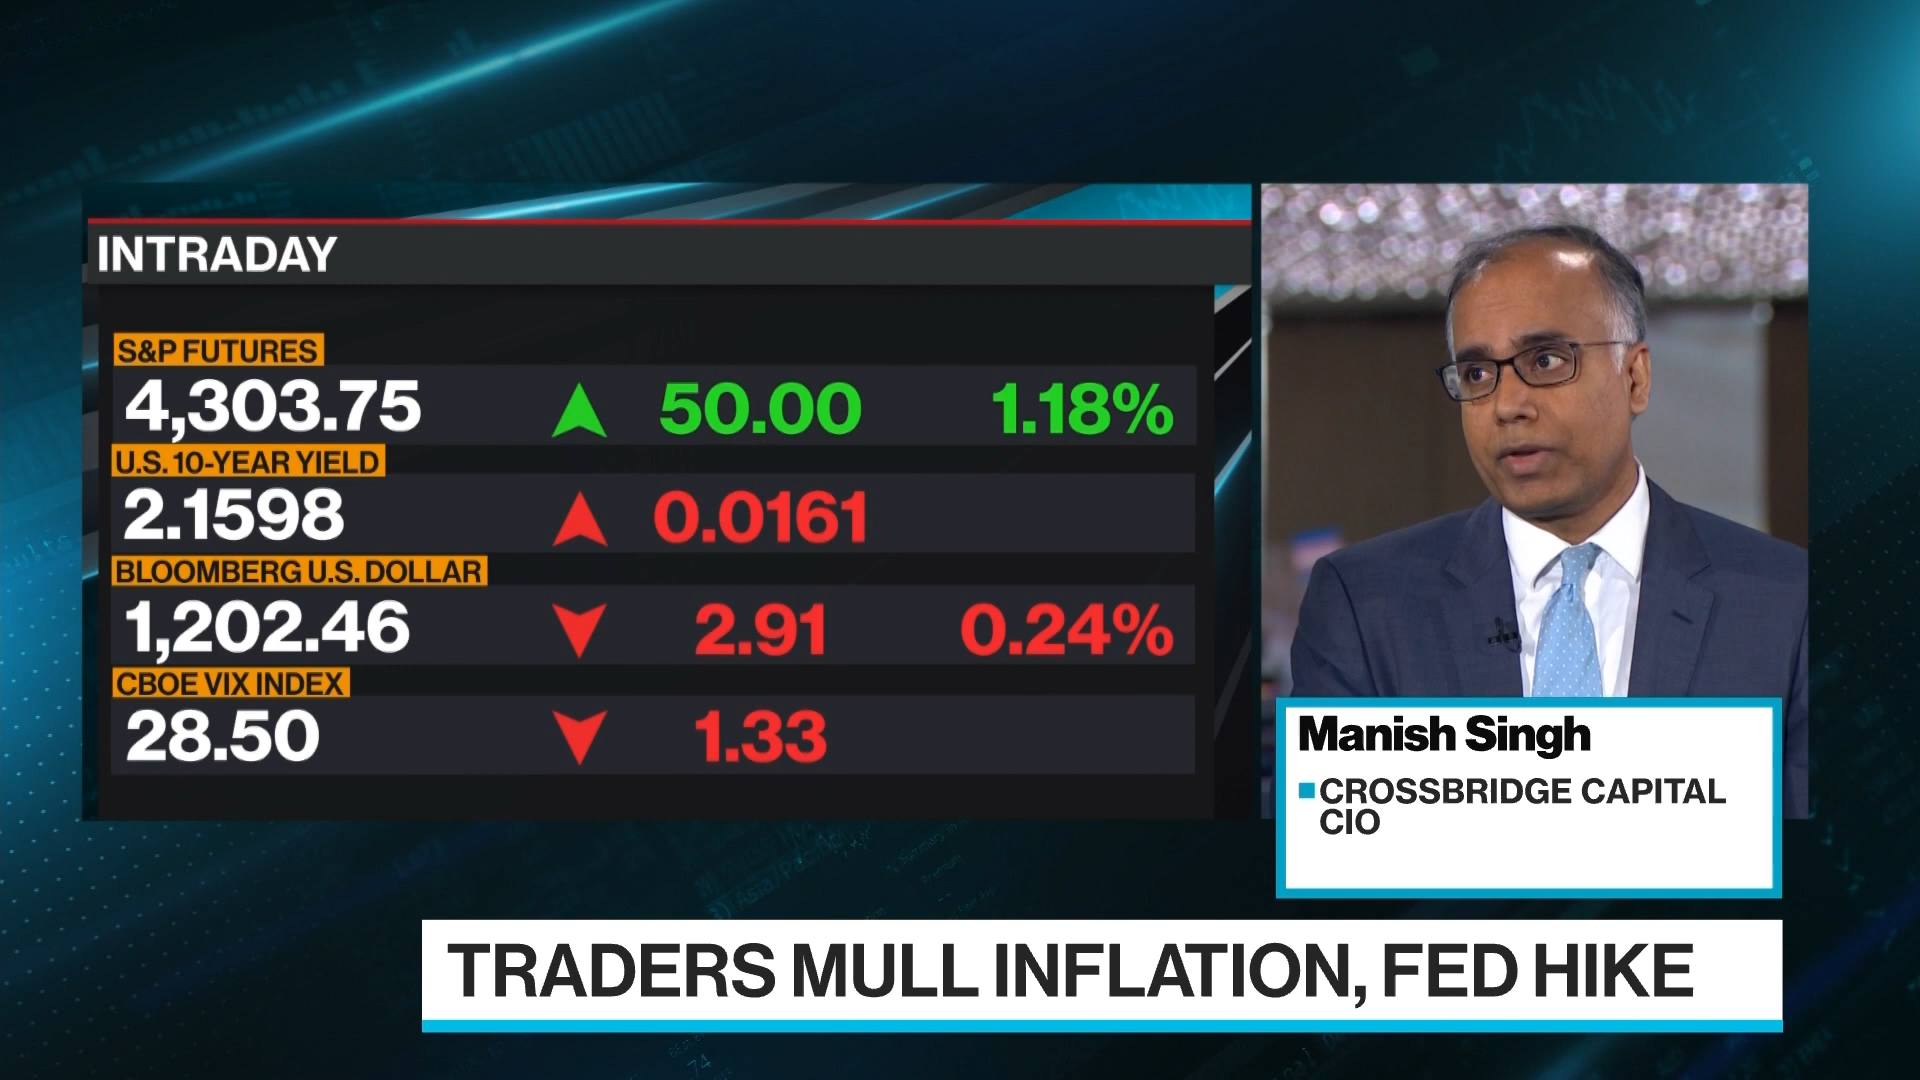 INTRADAY
S&P FUTURES
4,303.75 50.00 1.18%
U.S. 10-YEAR YIELD
2.1598 0.0161
BLOOMBERG U.S. DOLLAR
1,202.46 2.91 0.24%
CBOE VIX INDEX
28.50 1.33
Manish Singh
CROSSBRIDGE CAPITAL
CIO
TRADERS MULL INFLATION, FED HIKE